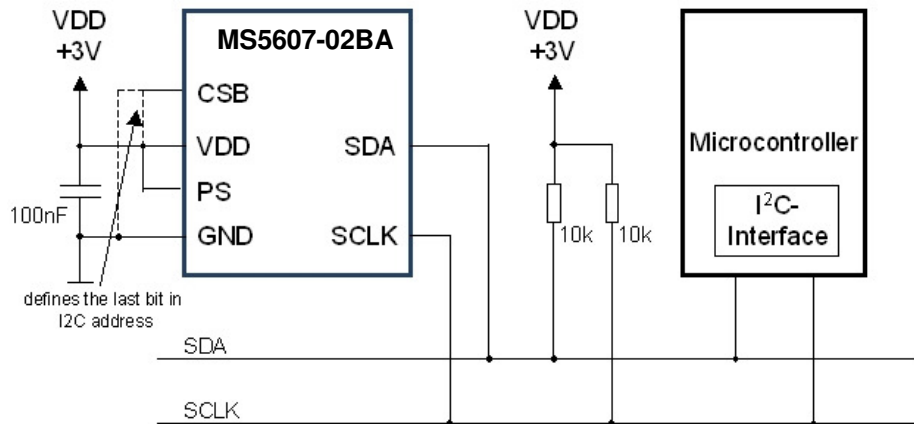 VDD
+3V
MS5607-02BA
CSB
VDD
PS
GND
SDA
SCLK
100nF
defines the last bit in
I2C address
VDD
+3V
10k
10k
Microcontroller
I²C-
Interface
SDA
SCLK